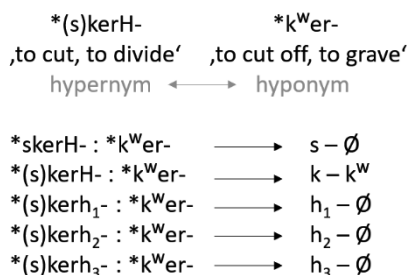 *(s)kerH- *kʷer-
‚to cut, to divide‘ ‚to cut off, to grave‘
hypernym ⟷ hyponym
*skerH- : *kʷer- ⟶ s – Ø
*(s)kerH- : *kʷer- ⟶ k – kʷ
*(s)kerh₁- : *kʷer- ⟶ h₁ – Ø
*(s)kerh₂- : *kʷer- ⟶ h₂ – Ø
*(s)kerh₃- : *kʷer- ⟶ h₃ – Ø